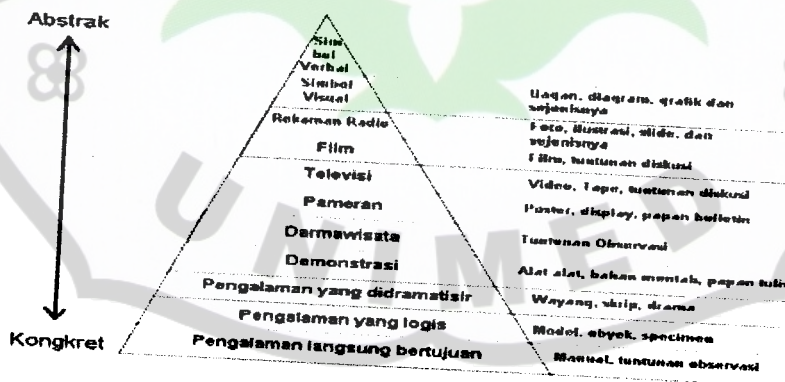 Abstrak
Sim
bol
Verbal
Simbol
Visual
Bagan, diagram, grafik dan
sejenisnya
Rekaman Radio
Foto, ilustrasi, slide, dan
sejenisnya
Film
Film, tuntunan diskusi
Televisi
Video, Tape, tuntunan diskusi
Pameran
Poster, display, papan bulletin
Darmawisata
Tuntunan Observasi
Demonstrasi
Alat alat, bahan mentah, papan tulis
Pengalaman yang didramatisir
Wayang, skrip, drama
Pengalaman yang logis
Model, obyek, specimen
Kongkret
Pengalaman langsung bertujuan
Manual, tuntunan observasi
UNIMED